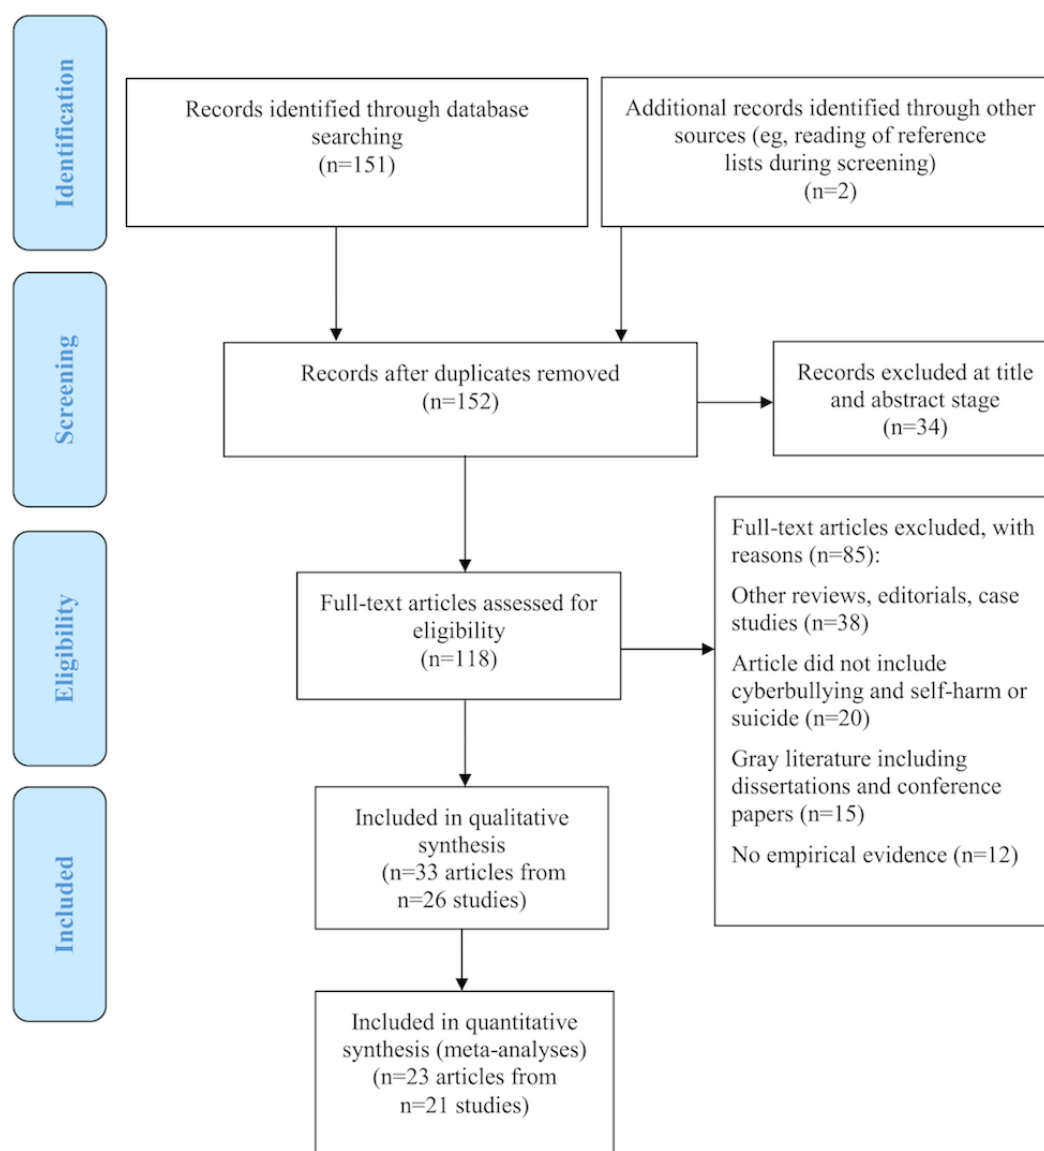 Identification
Records identified through database
searching
(n=151)
Additional records identified through other
sources (eg, reading of reference
lists during screening)
(n=2)
Screening
Records after duplicates removed
(n=152)
Records excluded at title
and abstract stage
(n=34)
Eligibility
Full-text articles assessed for
eligibility
(n=118)
Full-text articles excluded, with
reasons (n=85):
Other reviews, editorials, case
studies (n=38)
Article did not include
cyberbullying and self-harm or
suicide (n=20)
Gray literature including
dissertations and conference
papers (n=15)
No empirical evidence (n=12)
Included
Included in qualitative
synthesis
(n=33 articles from
n=26 studies)
Included in quantitative
synthesis (meta-analyses)
(n=23 articles from
n=21 studies)